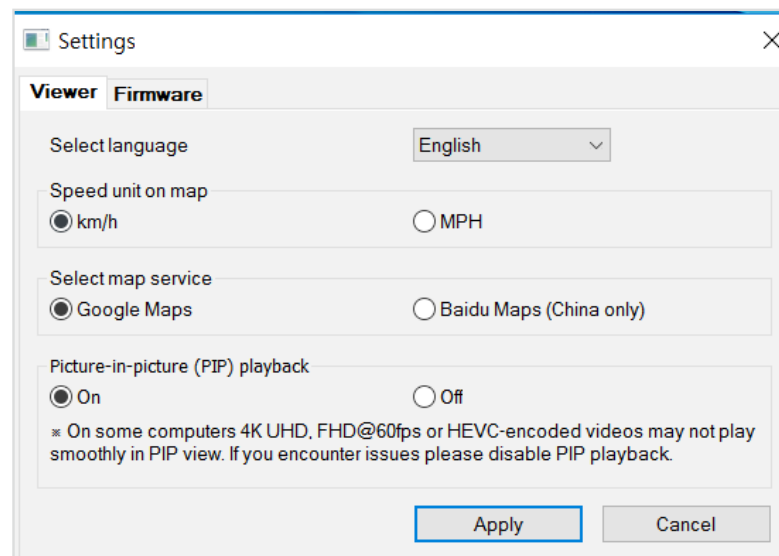 Settings
Viewer Firmware
Select language English
Speed unit on map
km/h MPH
Select map service
Google Maps Baidu Maps (China only)
Picture-in-picture (PIP) playback
On Off
※ On some computers 4K UHD, FHD@60fps or HEVC-encoded videos may not play
smoothly in PIP view. If you encounter issues please disable PIP playback.
Apply Cancel